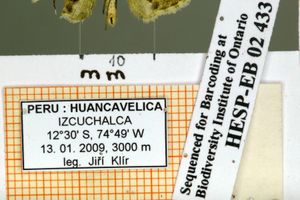 10
mm
PERU : HUANCAVELICA
IZCUCHALCA
12°30' S, 74°49' W
13. 01. 2009, 3000 m
leg. Jiří Klír
Sequenced for Barcoding at
Biodiversity Institute of Ontario
HESP-EB 02 433